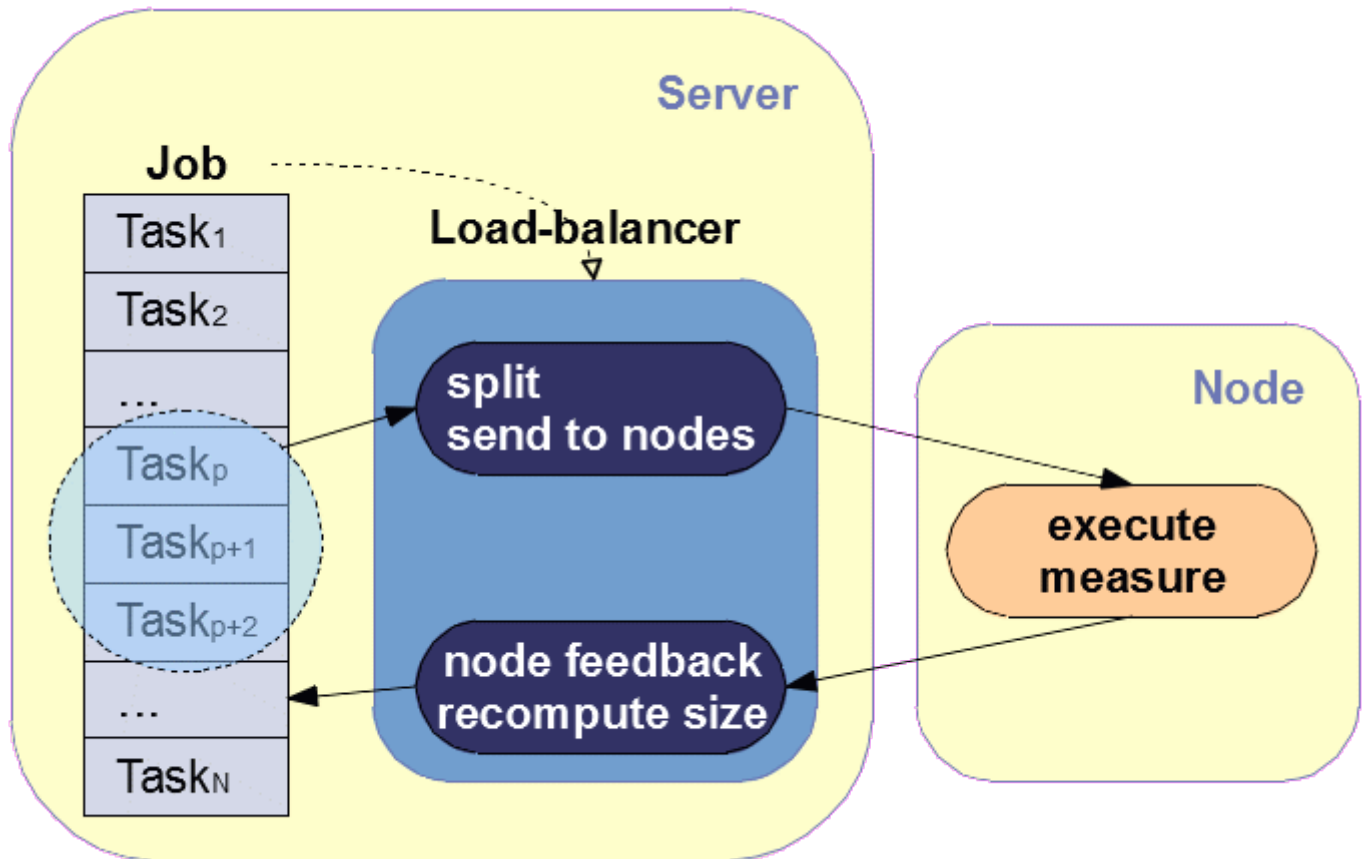 Server
Job
Task1
Task2
...
Taskp
Taskp+1
Taskp+2
...
TaskN
Load-balancer
split
send to nodes
node feedback
recompute size
Node
execute
measure